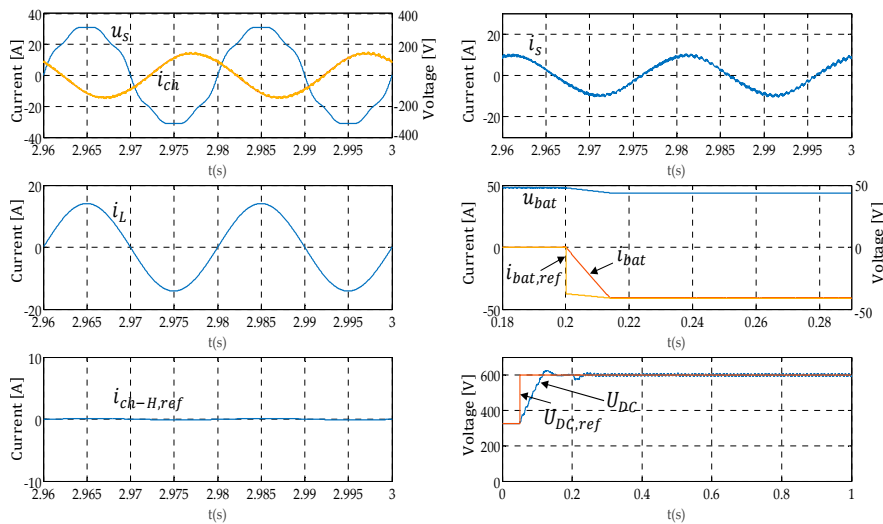 40 400
20 200
0 0
-20 -200
-40 -400
Current [A]
Voltage [V]
u_s
i_ch
2.96 2.965 2.97 2.975 2.98 2.985 2.99 2.995 3
t(s)
20
0
-20
Current [A]
i_s
2.96 2.965 2.97 2.975 2.98 2.985 2.99 2.995 3
t(s)
20
0
-20
Current [A]
i_L
2.96 2.965 2.97 2.975 2.98 2.985 2.99 2.995 3
t(s)
50 50
0 0
-50 -50
Current [A]
Voltage [V]
u_bat
i_bat
i_bat,ref
0.18 0.2 0.22 0.24 0.26 0.28
t(s)
10
0
-10
Current [A]
i_ch−H,ref
2.96 2.965 2.97 2.975 2.98 2.985 2.99 2.995 3
t(s)
600
400
200
0
Voltage [V]
U_DC
U_DC,ref
0 0.2 0.4 0.6 0.8 1
t(s)